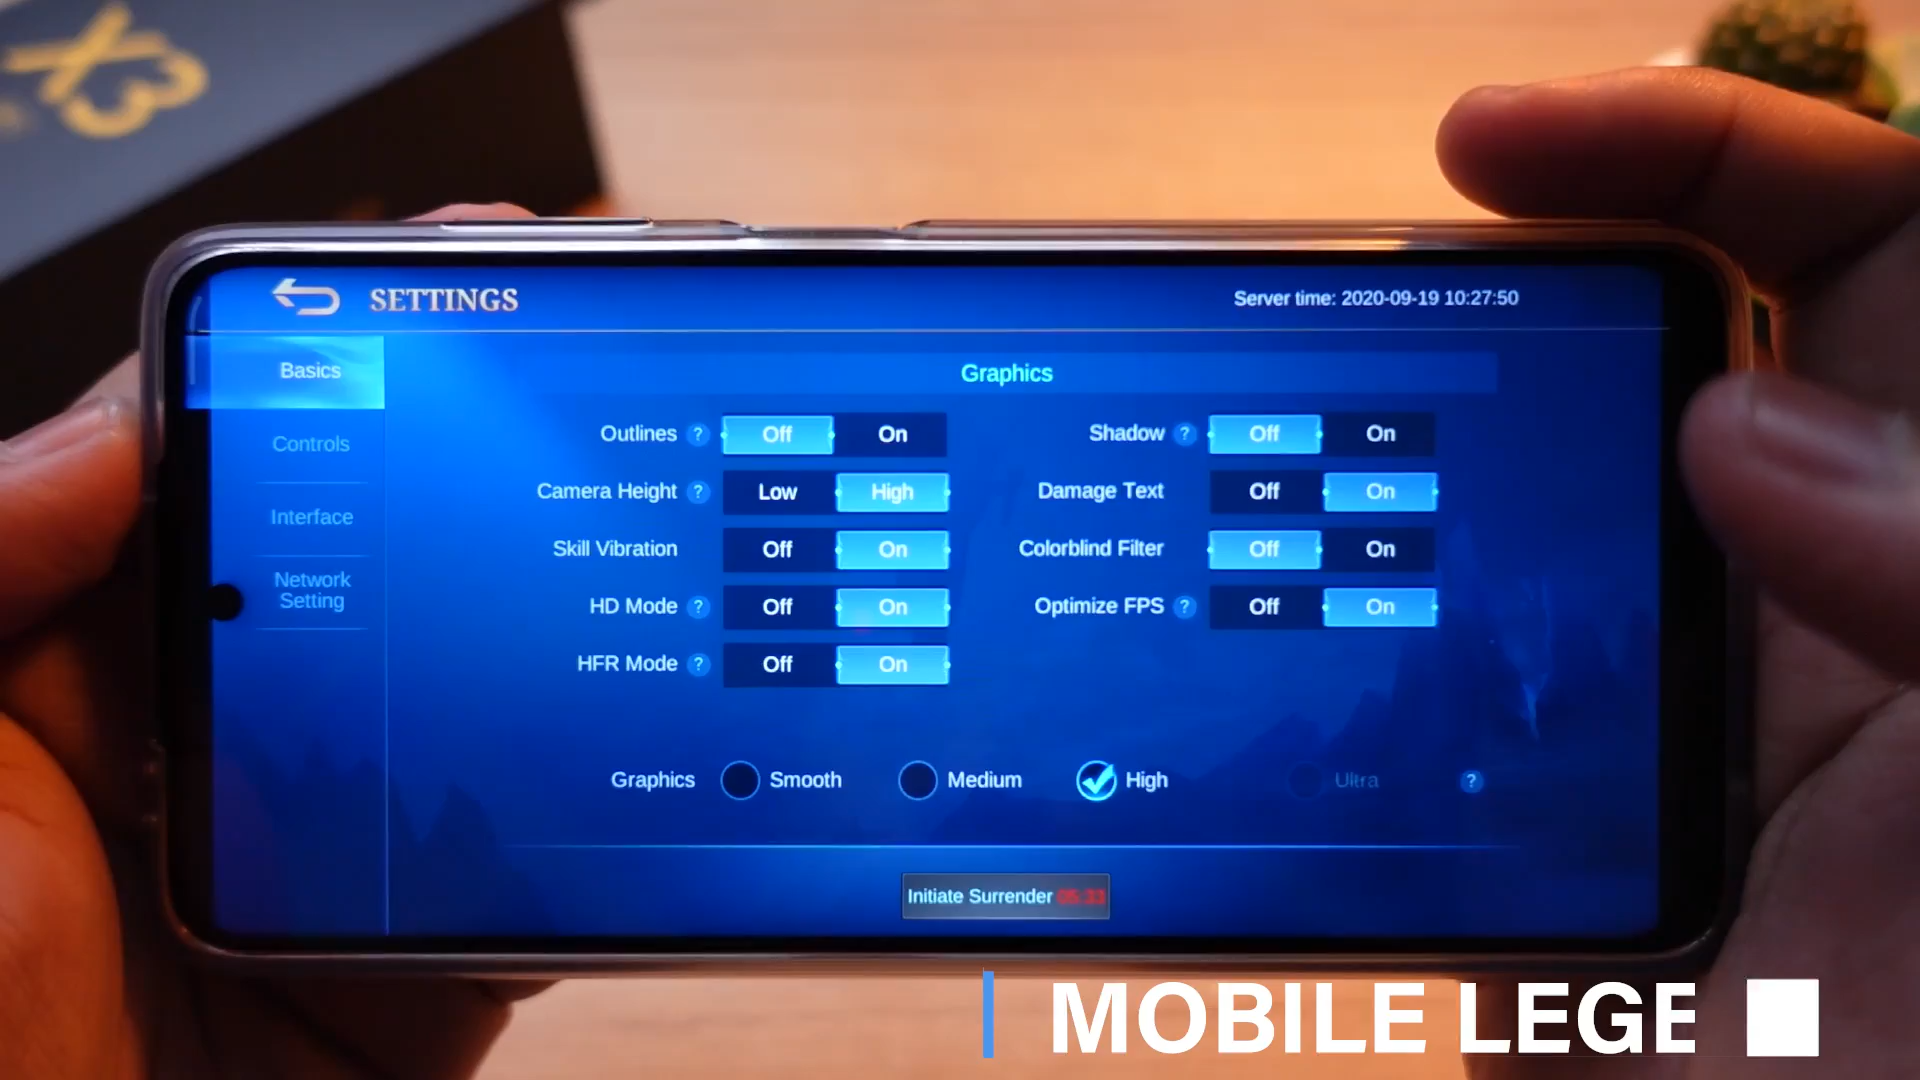 X3
SETTINGS
Server time: 2020-09-19 10:27:50
Basics
Controls
Interface
Network
Setting
Graphics
Outlines ? Off On
Shadow ? Off On
Camera Height ? Low High
Damage Text Off On
Skill Vibration Off On
Colorblind Filter Off On
HD Mode ? Off On
Optimize FPS ? Off On
HFR Mode ? Off On
Graphics Smooth Medium High Ultra ?
Initiate Surrender 05:33
MOBILE LEGE